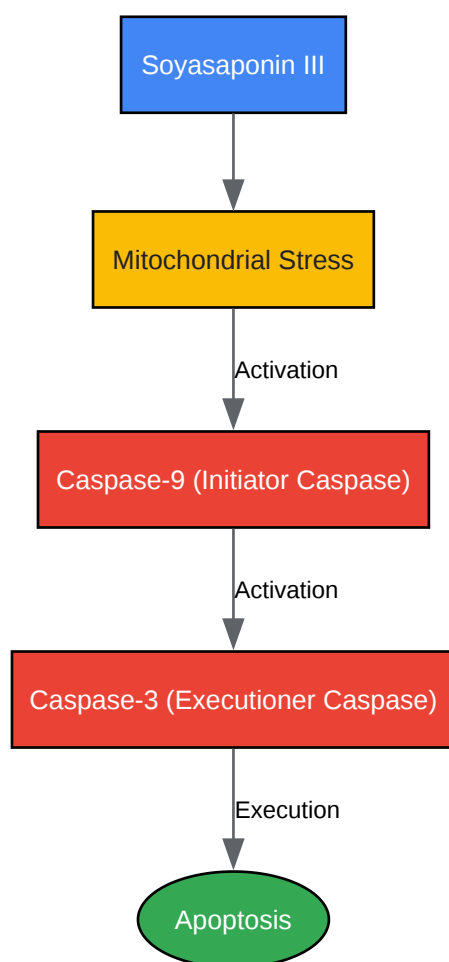 Soyasaponin III
Mitochondrial Stress
Activation
Caspase-9 (Initiator Caspase)
Activation
Caspase-3 (Executioner Caspase)
Execution
Apoptosis